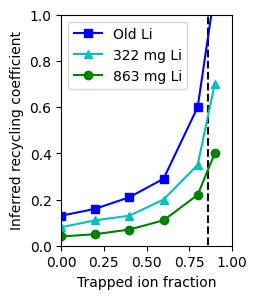 Inferred recycling coefficient
1.0
0.8
0.6
0.4
0.2
0.0
Old Li
322 mg Li
863 mg Li
0.00 0.25 0.50 0.75 1.00
Trapped ion fraction